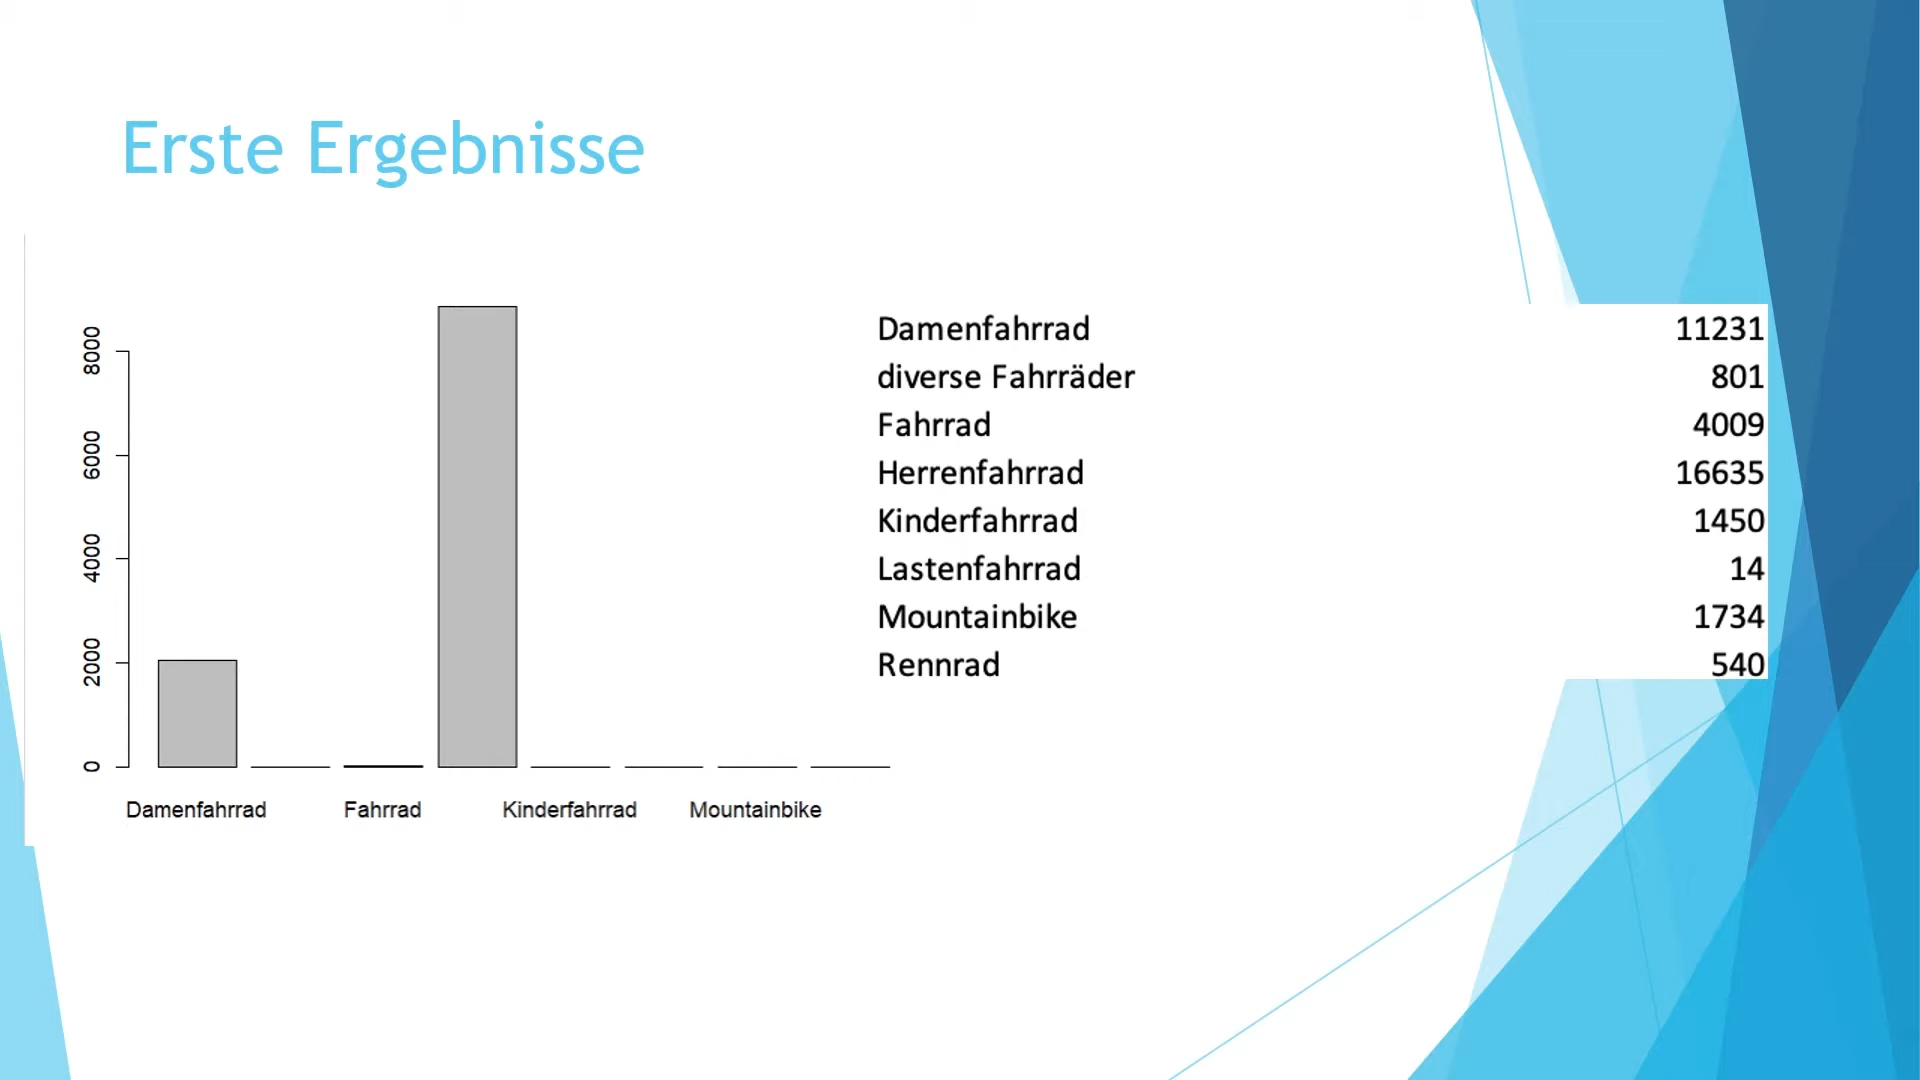 Erste Ergebnisse
8000
6000
4000
2000
0
Damenfahrrad Fahrrad Kinderfahrrad Mountainbike
Damenfahrrad 11231
diverse Fahrräder 801
Fahrrad 4009
Herrenfahrrad 16635
Kinderfahrrad 1450
Lastenfahrrad 14
Mountainbike 1734
Rennrad 540